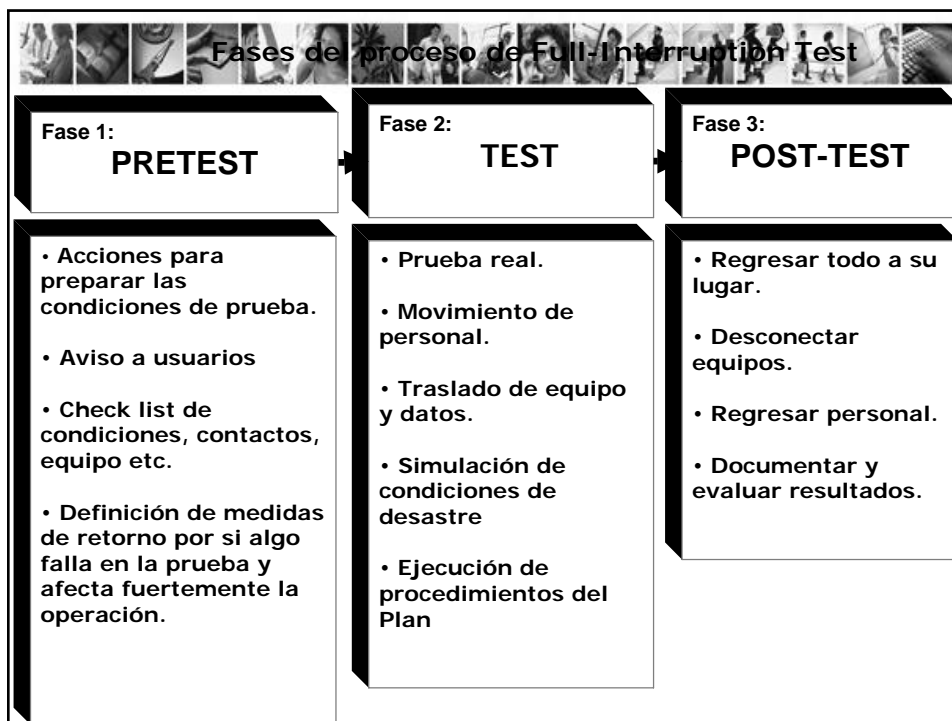 Fases del proceso de Full-Interruption Test
Fase 1:
PRETEST
• Acciones para
preparar las
condiciones de prueba.
• Aviso a usuarios
• Check list de
condiciones, contactos,
equipo etc.
• Definición de medidas
de retorno por si algo
falla en la prueba y
afecta fuertemente la
operación.
Fase 2:
TEST
• Prueba real.
• Movimiento de
personal.
• Traslado de equipo
y datos.
• Simulación de
condiciones de
desastre
• Ejecución de
procedimientos del
Plan
Fase 3:
POST-TEST
• Regresar todo a su
lugar.
• Desconectar
equipos.
• Regresar personal.
• Documentar y
evaluar resultados.